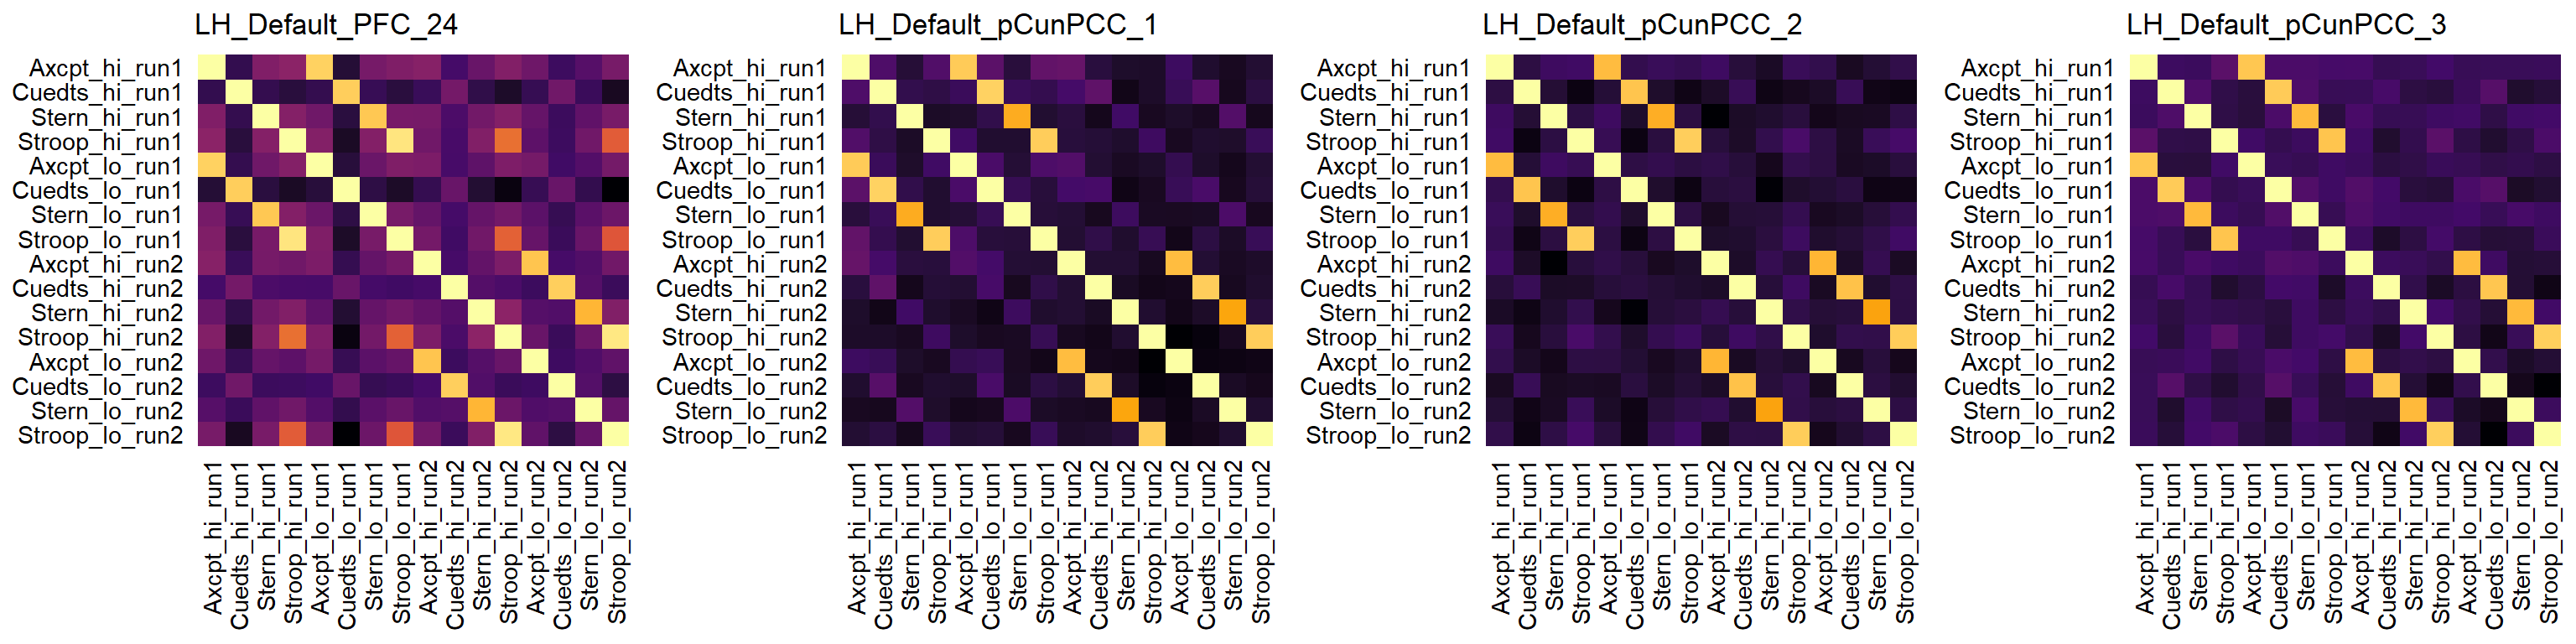 LH_Default_PFC_24
Axcpt_hi_run1
Cuedts_hi_run1
Stern_hi_run1
Stroop_hi_run1
Axcpt_lo_run1
Cuedts_lo_run1
Stern_lo_run1
Stroop_lo_run1
Axcpt_hi_run2
Cuedts_hi_run2
Stern_hi_run2
Stroop_hi_run2
Axcpt_lo_run2
Cuedts_lo_run2
Stern_lo_run2
Stroop_lo_run2
Axcpt_hi_run1
Cuedts_hi_run1
Stern_hi_run1
Stroop_hi_run1
Axcpt_lo_run1
Cuedts_lo_run1
Stern_lo_run1
Stroop_lo_run1
Axcpt_hi_run2
Cuedts_hi_run2
Stern_hi_run2
Stroop_hi_run2
Axcpt_lo_run2
Cuedts_lo_run2
Stern_lo_run2
Stroop_lo_run2
LH_Default_pCunPCC_1
Axcpt_hi_run1
Cuedts_hi_run1
Stern_hi_run1
Stroop_hi_run1
Axcpt_lo_run1
Cuedts_lo_run1
Stern_lo_run1
Stroop_lo_run1
Axcpt_hi_run2
Cuedts_hi_run2
Stern_hi_run2
Stroop_hi_run2
Axcpt_lo_run2
Cuedts_lo_run2
Stern_lo_run2
Stroop_lo_run2
Axcpt_hi_run1
Cuedts_hi_run1
Stern_hi_run1
Stroop_hi_run1
Axcpt_lo_run1
Cuedts_lo_run1
Stern_lo_run1
Stroop_lo_run1
Axcpt_hi_run2
Cuedts_hi_run2
Stern_hi_run2
Stroop_hi_run2
Axcpt_lo_run2
Cuedts_lo_run2
Stern_lo_run2
Stroop_lo_run2
LH_Default_pCunPCC_2
Axcpt_hi_run1
Cuedts_hi_run1
Stern_hi_run1
Stroop_hi_run1
Axcpt_lo_run1
Cuedts_lo_run1
Stern_lo_run1
Stroop_lo_run1
Axcpt_hi_run2
Cuedts_hi_run2
Stern_hi_run2
Stroop_hi_run2
Axcpt_lo_run2
Cuedts_lo_run2
Stern_lo_run2
Stroop_lo_run2
Axcpt_hi_run1
Cuedts_hi_run1
Stern_hi_run1
Stroop_hi_run1
Axcpt_lo_run1
Cuedts_lo_run1
Stern_lo_run1
Stroop_lo_run1
Axcpt_hi_run2
Cuedts_hi_run2
Stern_hi_run2
Stroop_hi_run2
Axcpt_lo_run2
Cuedts_lo_run2
Stern_lo_run2
Stroop_lo_run2
LH_Default_pCunPCC_3
Axcpt_hi_run1
Cuedts_hi_run1
Stern_hi_run1
Stroop_hi_run1
Axcpt_lo_run1
Cuedts_lo_run1
Stern_lo_run1
Stroop_lo_run1
Axcpt_hi_run2
Cuedts_hi_run2
Stern_hi_run2
Stroop_hi_run2
Axcpt_lo_run2
Cuedts_lo_run2
Stern_lo_run2
Stroop_lo_run2
Axcpt_hi_run1
Cuedts_hi_run1
Stern_hi_run1
Stroop_hi_run1
Axcpt_lo_run1
Cuedts_lo_run1
Stern_lo_run1
Stroop_lo_run1
Axcpt_hi_run2
Cuedts_hi_run2
Stern_hi_run2
Stroop_hi_run2
Axcpt_lo_run2
Cuedts_lo_run2
Stern_lo_run2
Stroop_lo_run2